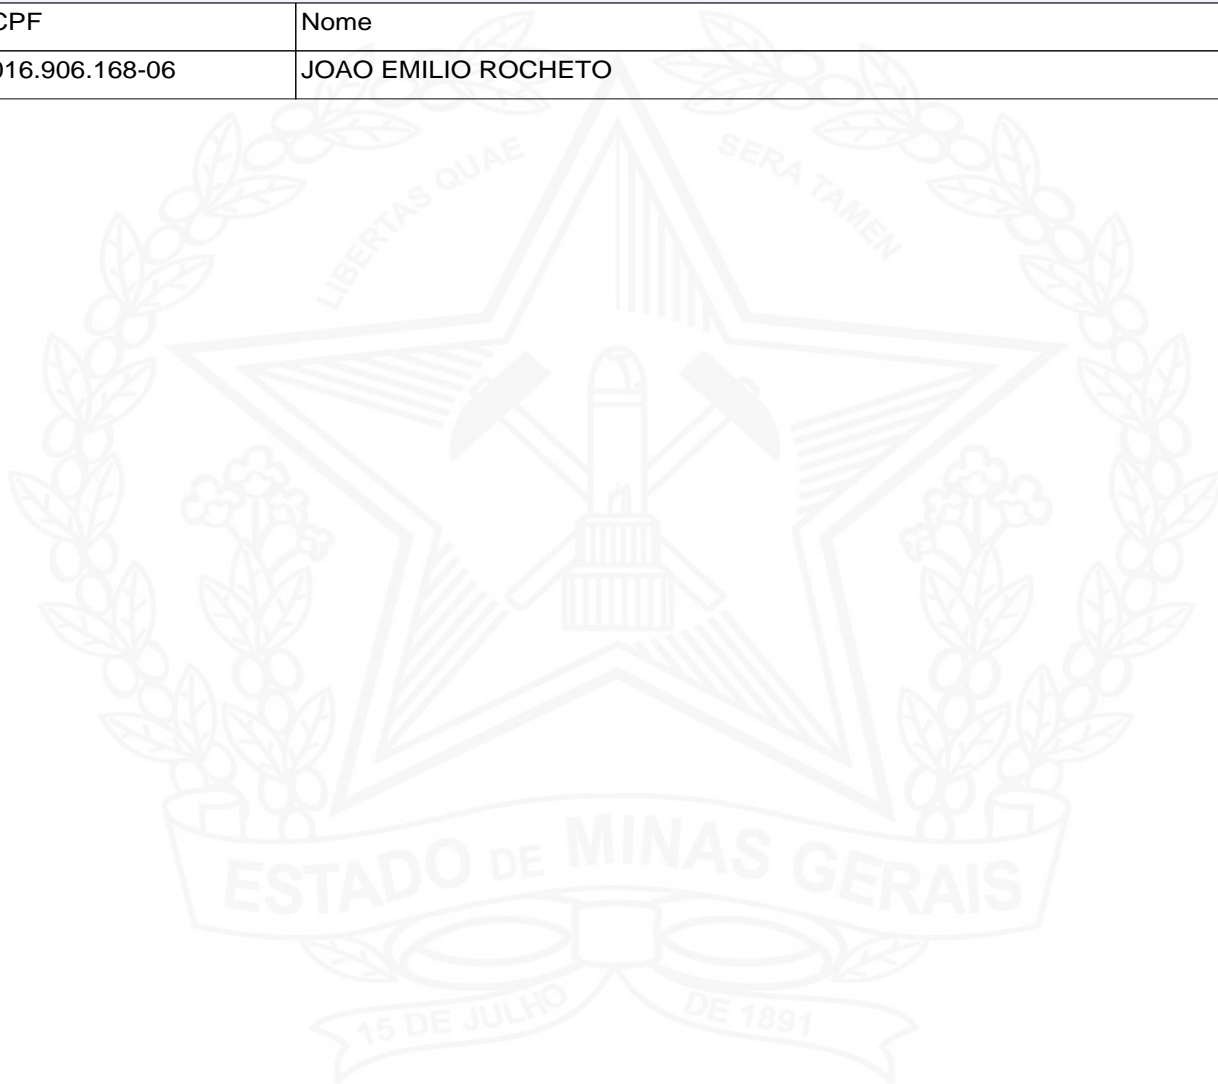 CPF Nome
016.906.168-06 JOAO EMILIO ROCHETO
LIBERTAS QUAE SERA TAMEN
ESTADO DE MINAS GERAIS
15 DE JULHO DE 1891